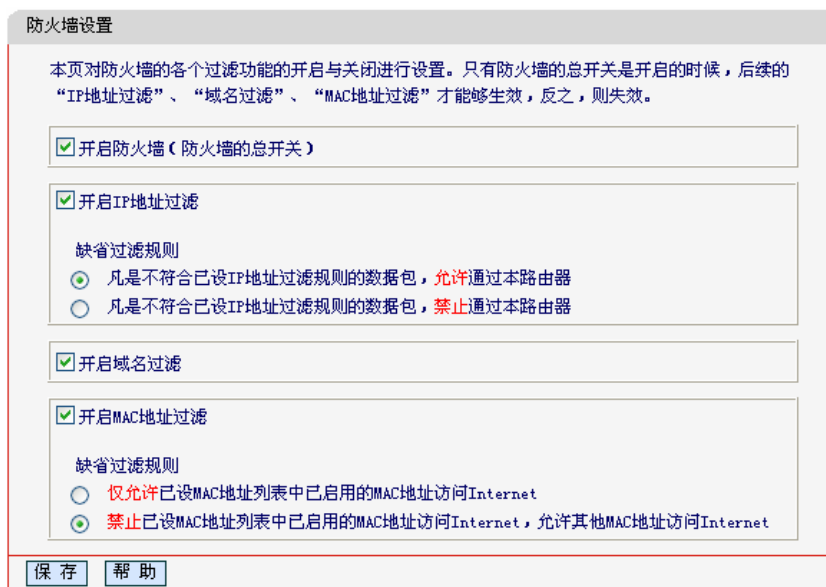 防火墙设置
本页对防火墙的各个过滤功能的开启与关闭进行设置。只有防火墙的总开关是开启的时候，后续的
“IP地址过滤”、“域名过滤”、“MAC地址过滤”才能够生效，反之，则失效。
开启防火墙（防火墙的总开关）
开启IP地址过滤
缺省过滤规则
凡是不符合已设IP地址过滤规则的数据包，允许通过本路由器
凡是不符合已设IP地址过滤规则的数据包，禁止通过本路由器
开启域名过滤
开启MAC地址过滤
缺省过滤规则
仅允许已设MAC地址列表中已启用的MAC地址访问Internet
禁止已设MAC地址列表中已启用的MAC地址访问Internet，允许其他MAC地址访问Internet
保 存 帮 助